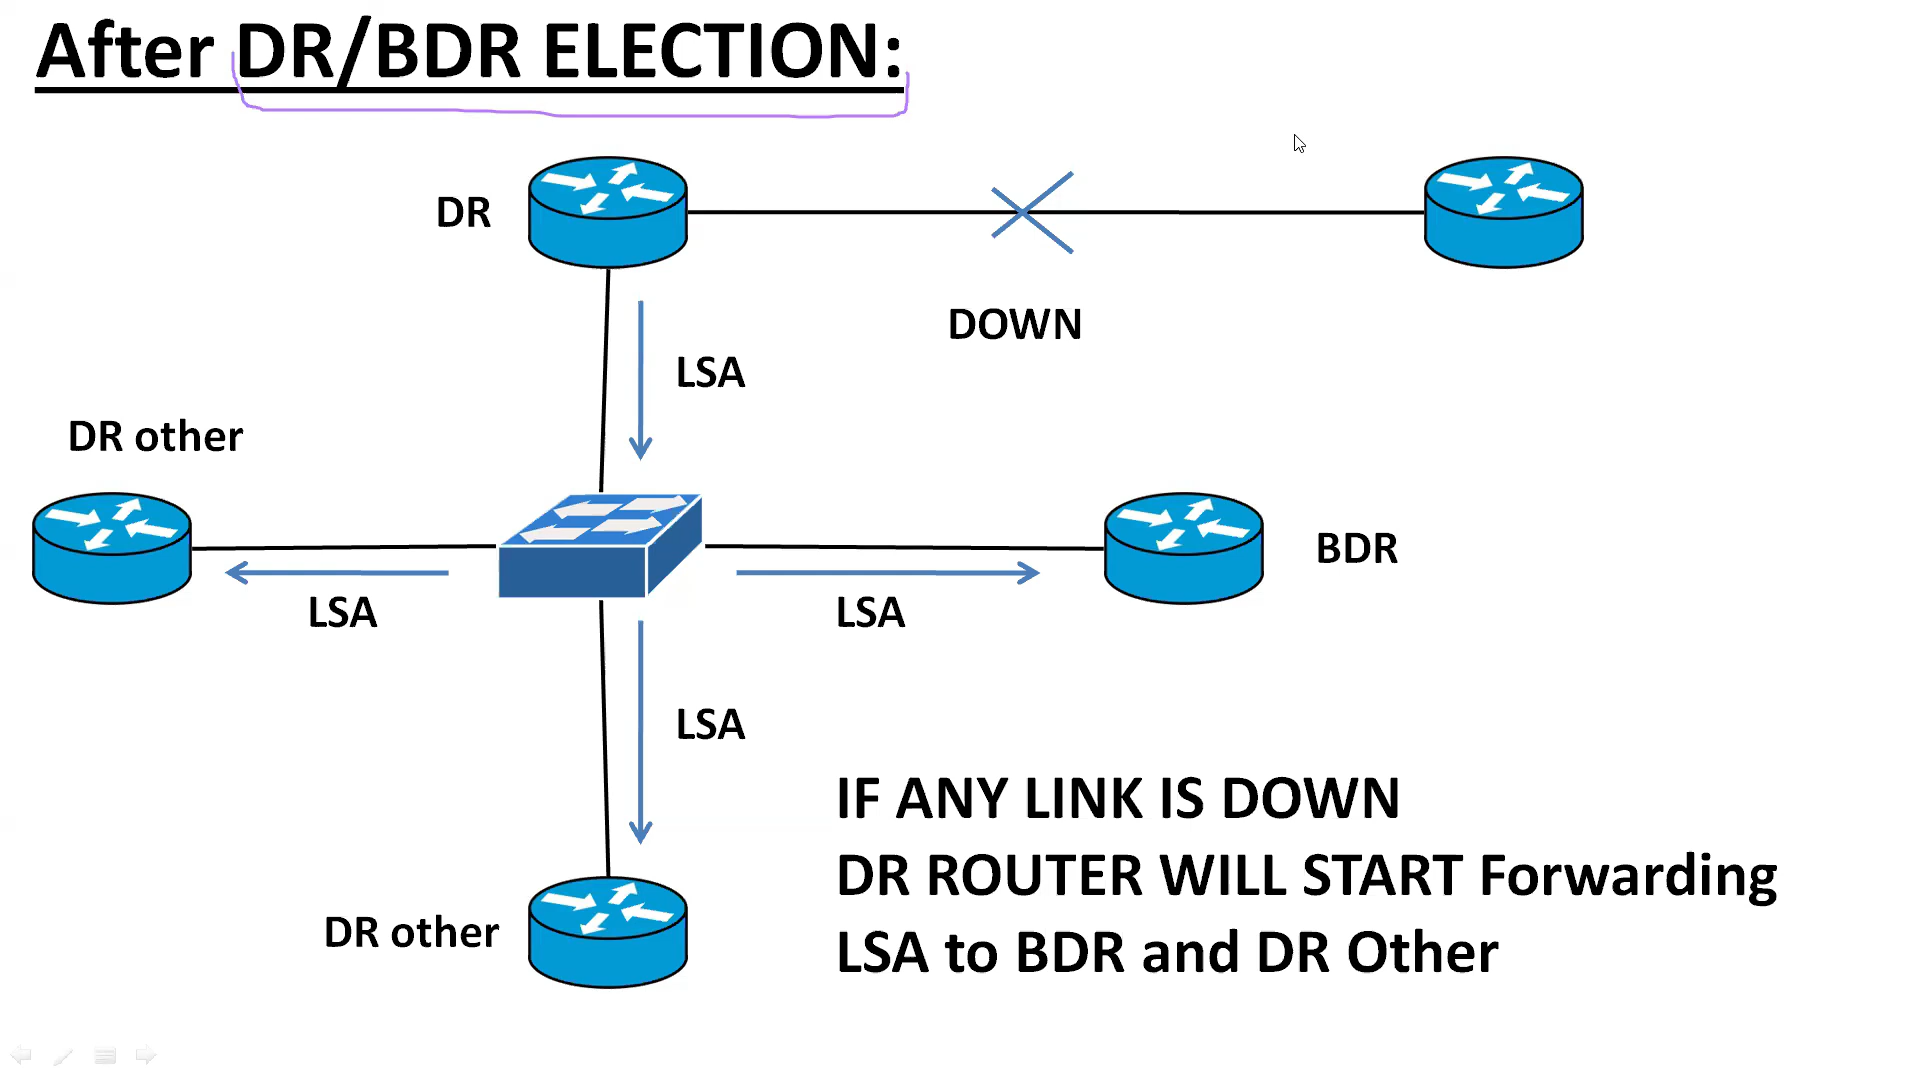 After DR/BDR ELECTION:
DR
DOWN
LSA
DR other
BDR
LSA
LSA
LSA
IF ANY LINK IS DOWN
DR ROUTER WILL START Forwarding
LSA to BDR and DR Other
DR other